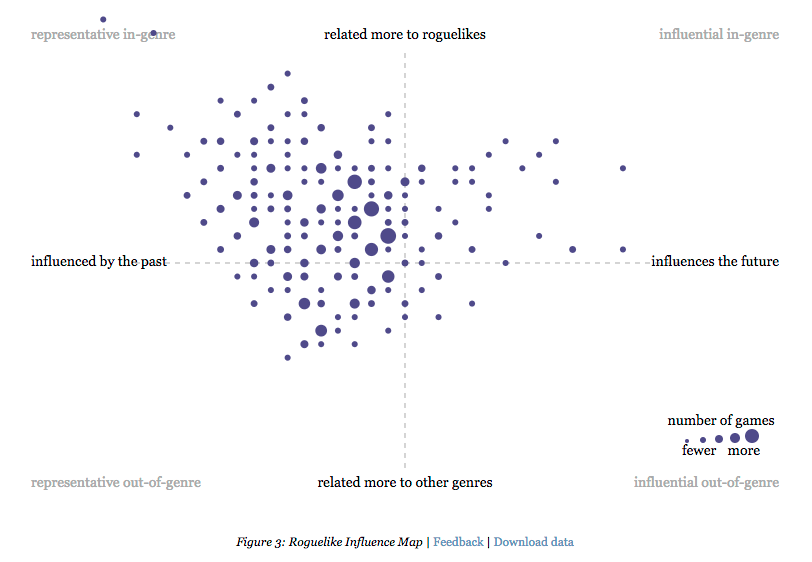 representative in-genre
related more to roguelikes
influential in-genre
influenced by the past
influences the future
number of games
fewer more
representative out-of-genre
related more to other genres
influential out-of-genre
Figure 3: Roguelike Influence Map | Feedback | Download data